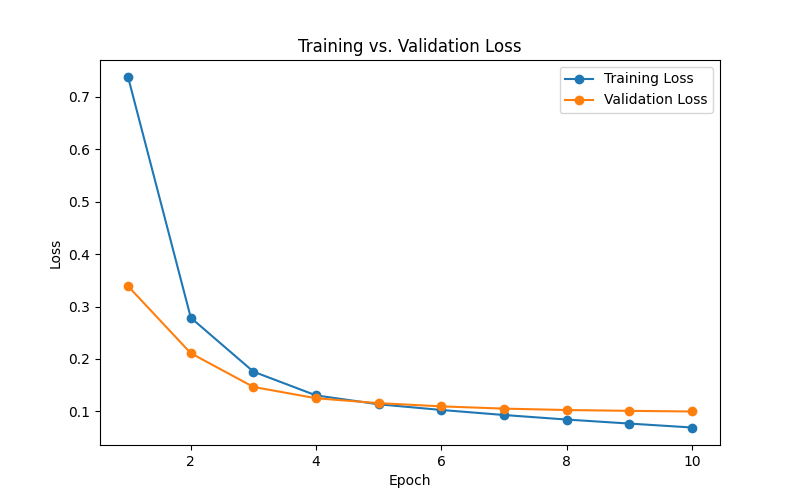 Training vs. Validation Loss
Training Loss
Validation Loss
0.7
0.6
0.5
0.4
0.3
0.2
0.1
Loss
2 4 6 8 10
Epoch